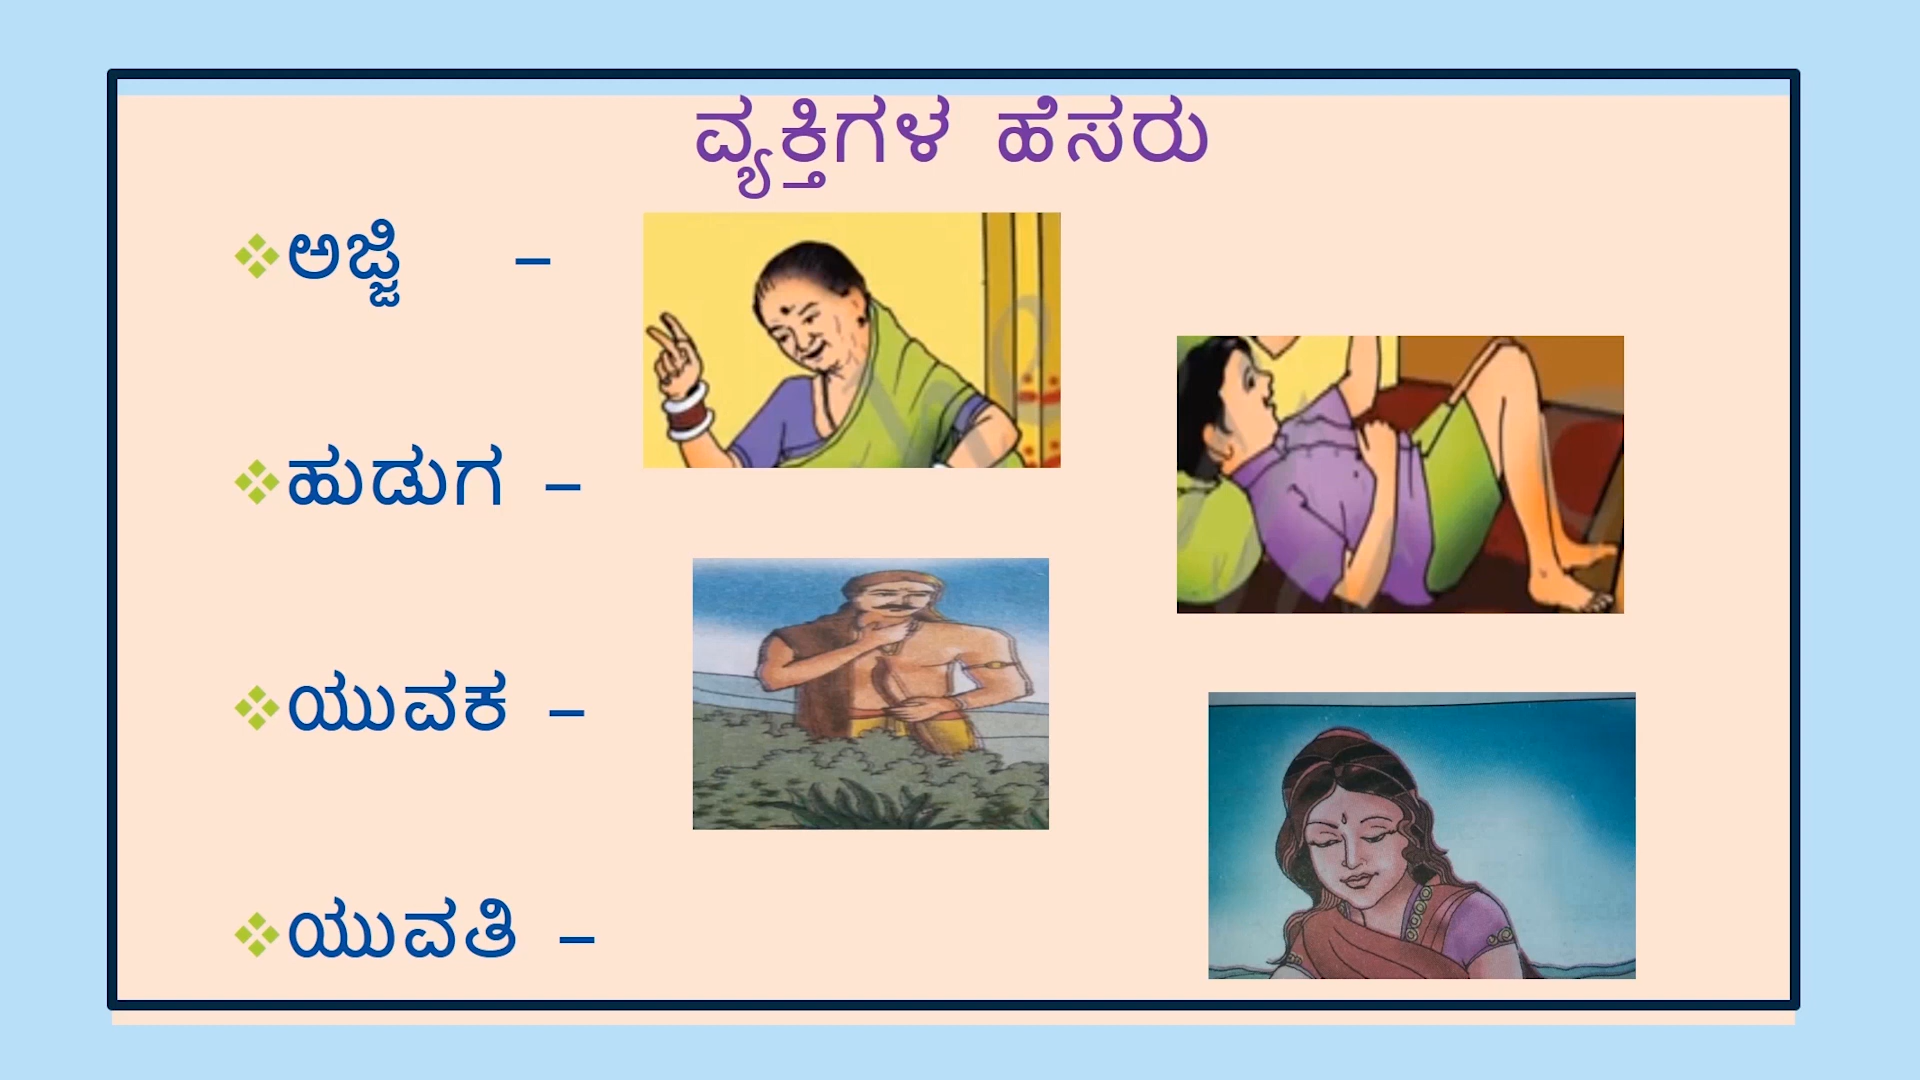 ವ್ಯಕ್ತಿಗಳ ಹೆಸರು
ಅಜ್ಜಿ –
ಹುಡುಗ –
ಯುವಕ –
ಯುವತಿ –